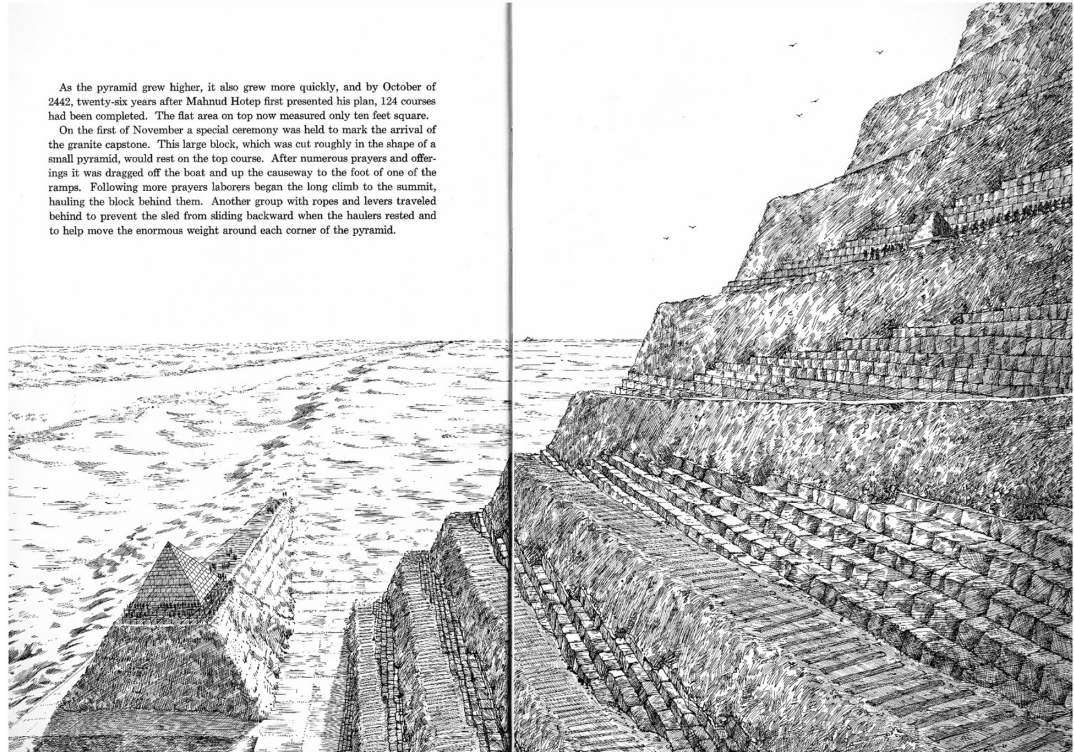 As the pyramid grew higher, it also grew more quickly, and by October of
2442, twenty-six years after Mahnud Hotep first presented his plan, 124 courses
had been completed. The flat area on top now measured only ten feet square.
On the first of November a special ceremony was held to mark the arrival of
the granite capstone. This large block, which was cut roughly in the shape of a
small pyramid, would rest on the top course. After numerous prayers and offer-
ings it was dragged off the boat and up the causeway to the foot of one of the
ramps. Following more prayers laborers began the long climb to the summit,
hauling the block behind them. Another group with ropes and levers traveled
behind to prevent the sled from sliding backward when the haulers rested and
to help move the enormous weight around each corner of the pyramid.